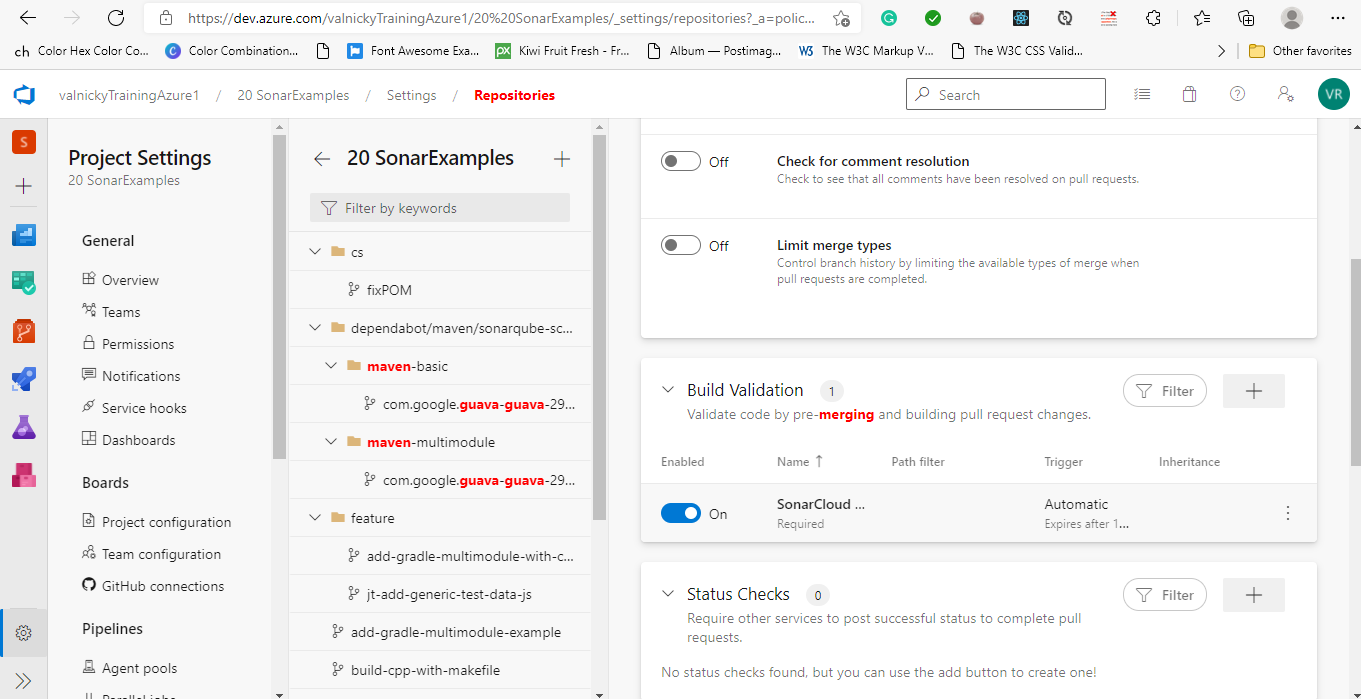 https://dev.azure.com/valnickyTrainingAzure1/20%20SonarExamples/_settings/repositories?_a=polic...
ch Color Hex Color Co...
C Color Combination...
Font Awesome Exa...
px Kiwi Fruit Fresh - Fr...
Album — Postimag...
W3 The W3C Markup V...
The W3C CSS Valid...
Other favorites
valnickyTrainingAzure1 / 20 SonarExamples / Settings / Repositories
Search
VR
S
Project Settings
20 SonarExamples
General
Overview
Teams
Permissions
Notifications
Service hooks
Dashboards
Boards
Project configuration
Team configuration
GitHub connections
Pipelines
Agent pools
Parallel jobs
20 SonarExamples
Filter by keywords
cs
fixPOM
dependabot/maven/sonarqube-sc...
maven-basic
com.google.guava-guava-29...
maven-multimodule
com.google.guava-guava-29...
feature
add-gradle-multimodule-with-c...
jt-add-generic-test-data-js
add-gradle-multimodule-example
build-cpp-with-makefile
Off
Check for comment resolution
Check to see that all comments have been resolved on pull requests.
Off
Limit merge types
Control branch history by limiting the available types of merge when
pull requests are completed.
Build Validation 1
Filter
Validate code by pre-merging and building pull request changes.
Enabled Name Path filter Trigger Inheritance
On SonarCloud ... Automatic
Required Expires after 1...
Status Checks 0
Filter
Require other services to post successful status to complete pull
requests.
No status checks found, but you can use the add button to create one!